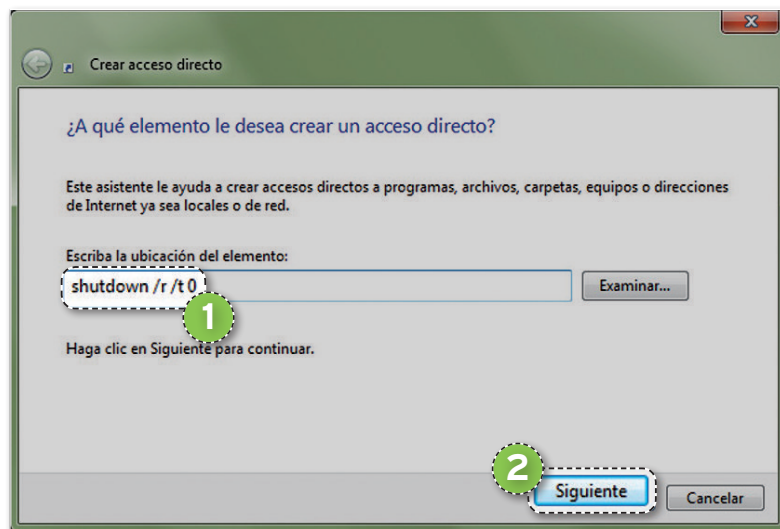 Crear acceso directo
¿A qué elemento le desea crear un acceso directo?
Este asistente le ayuda a crear accesos directos a programas, archivos, carpetas, equipos o direcciones
de Internet ya sea locales o de red.
Escriba la ubicación del elemento:
shutdown /r /t 0
Examinar...
1
Haga clic en Siguiente para continuar.
2
Siguiente
Cancelar